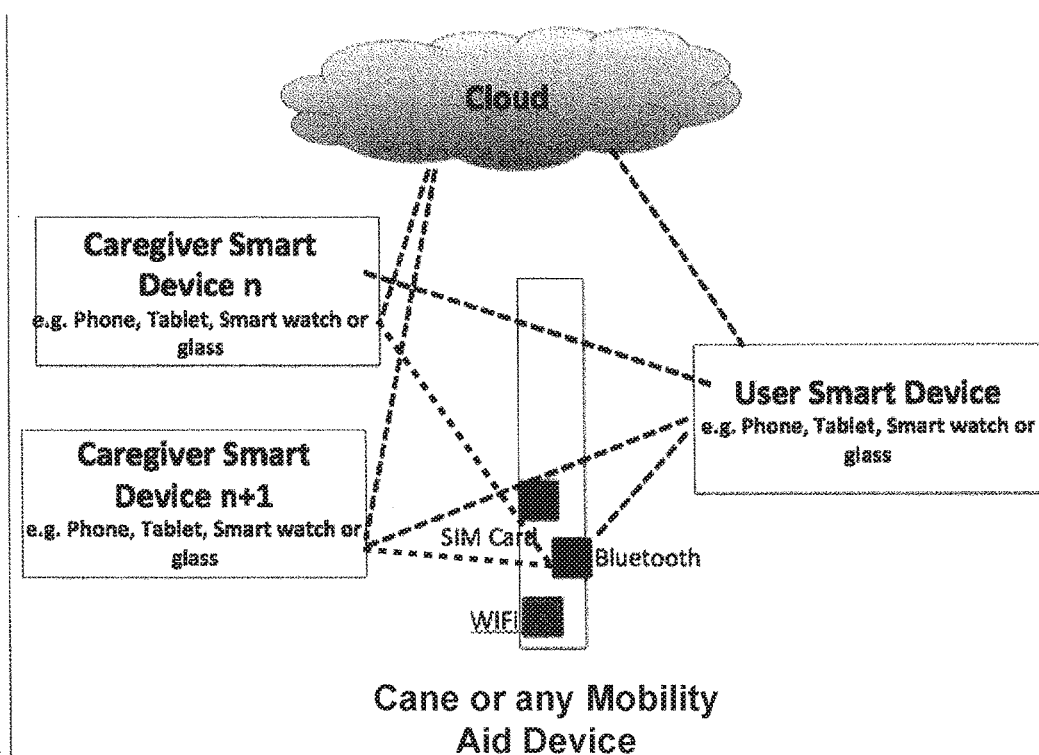 Cloud
Caregiver Smart
Device n
e.g. Phone, Tablet, Smart watch or
glass
User Smart Device
e.g. Phone, Tablet, Smart watch or
glass
Caregiver Smart
Device n+1
e.g. Phone, Tablet, Smart watch or
glass
SIM Card
Bluetooth
WIFi
Cane or any Mobility
Aid Device